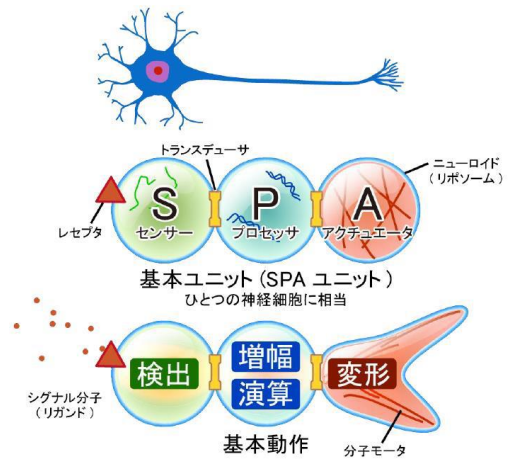 トランスデューサ
ニューロイド
(リポソーム)
S
センサー
P
プロセッサ
A
アクチュエータ
レセプタ
基本ユニット(SPA ユニット)
ひとつの神経細胞に相当
検出
増幅
演算
変形
シグナル分子
(リガンド)
基本動作
分子モータ